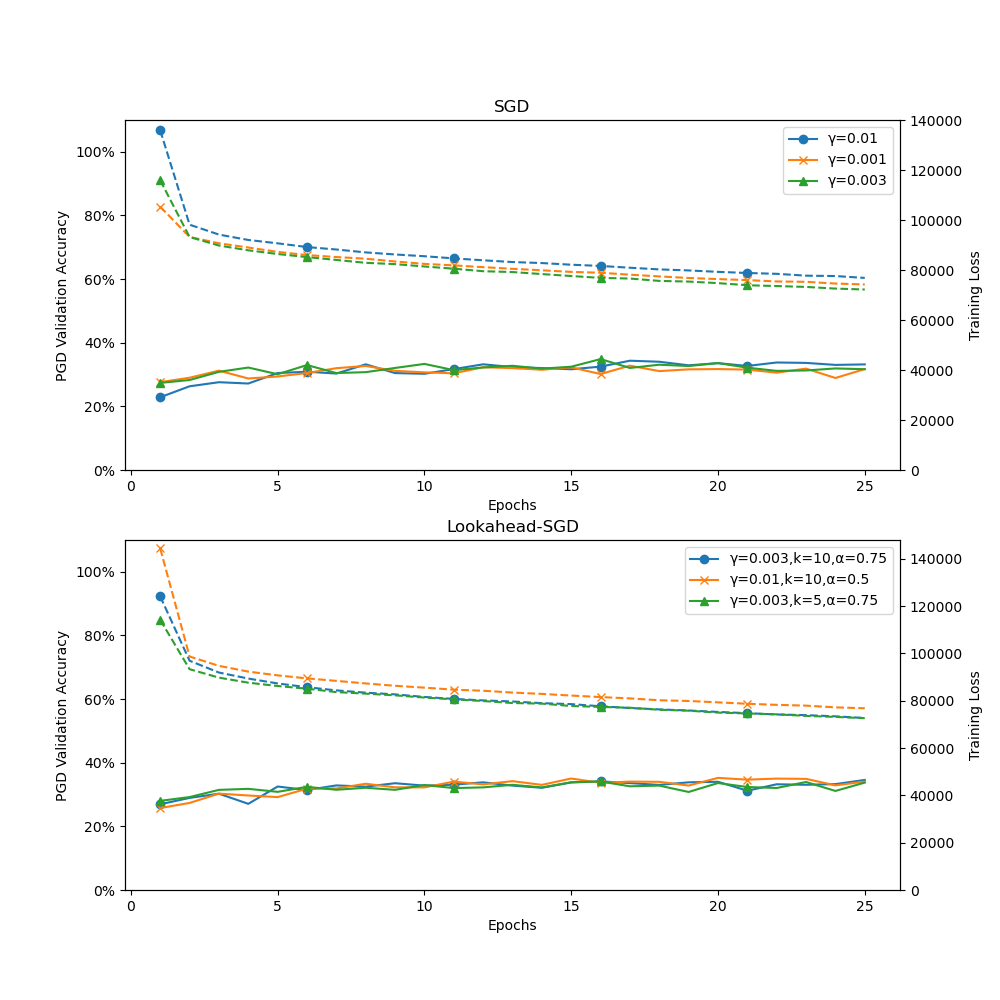 SGD
PGD Validation Accuracy
100%
80%
60%
40%
20%
0%
140000
120000
100000
80000
60000
40000
20000
0
Training Loss
γ=0.01
γ=0.001
γ=0.003
0 5 10 15 20 25
Epochs
Lookahead-SGD
PGD Validation Accuracy
100%
80%
60%
40%
20%
0%
140000
120000
100000
80000
60000
40000
20000
0
Training Loss
γ=0.003,k=10,α=0.75
γ=0.01,k=10,α=0.5
γ=0.003,k=5,α=0.75
0 5 10 15 20 25
Epochs